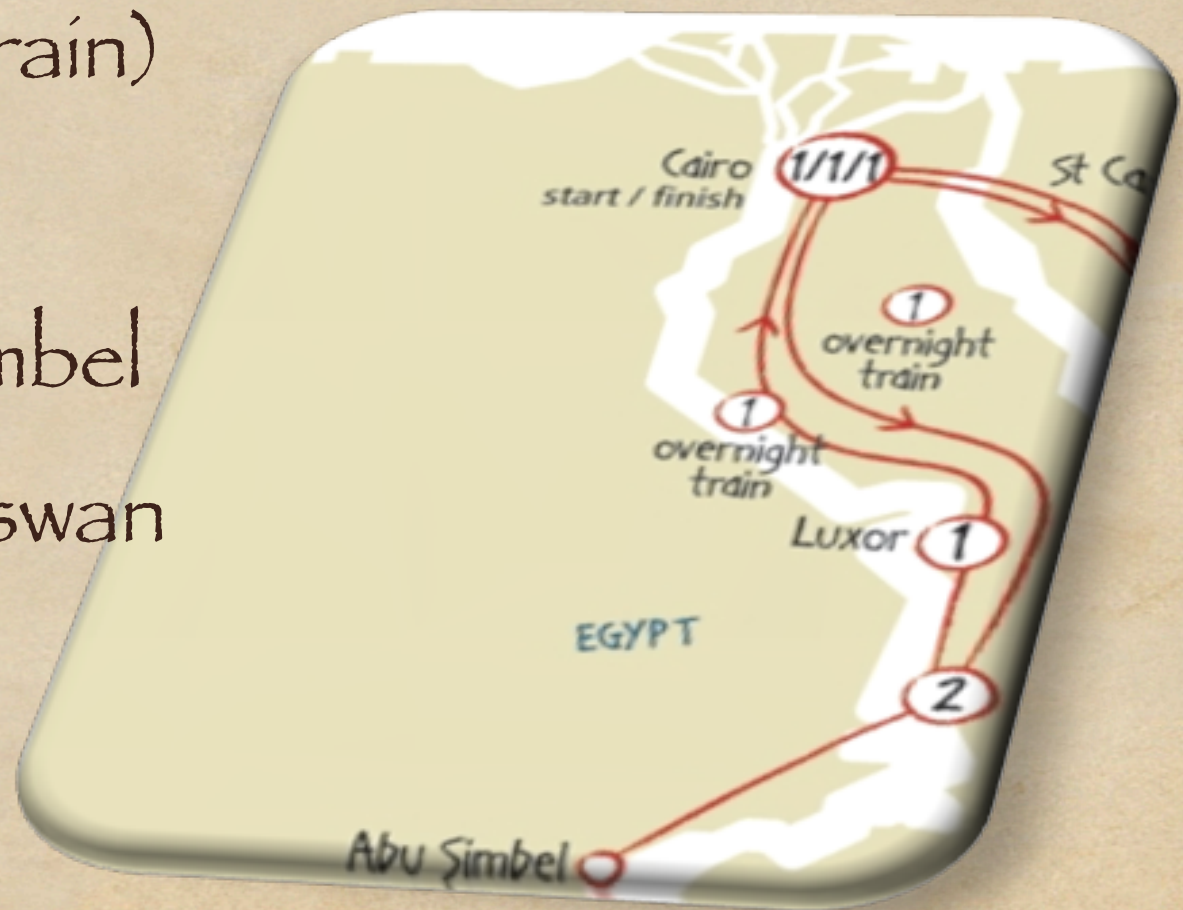 rain)
mbel
swan
Cairo
start / finish
1/1/1
St Ca
1
overnight
train
1
overnight
train
Luxor
1
EGYPT
2
Abu Simbel